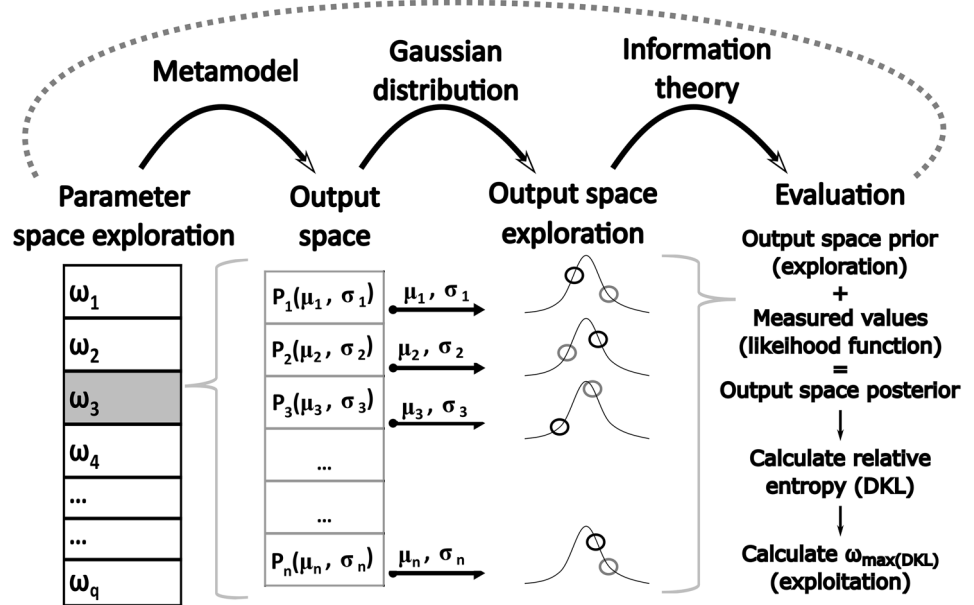 Metamodel
Gaussian
distribution
Information
theory
Parameter
space exploration
Output
space
Output space
exploration
Evaluation
ω1
ω2
ω3
ω4
...
...
ωq
P1(μ1, σ1)
P2(μ2, σ2)
P3(μ3, σ3)
...
...
Pn(μn, σn)
μ1, σ1
μ2, σ2
μ3, σ3
μn, σn
Output space prior
(exploration)
+
Measured values
(likeihood function)
=
Output space posterior
Calculate relative
entropy (DKL)
Calculate ωmax(DKL)
(exploitation)